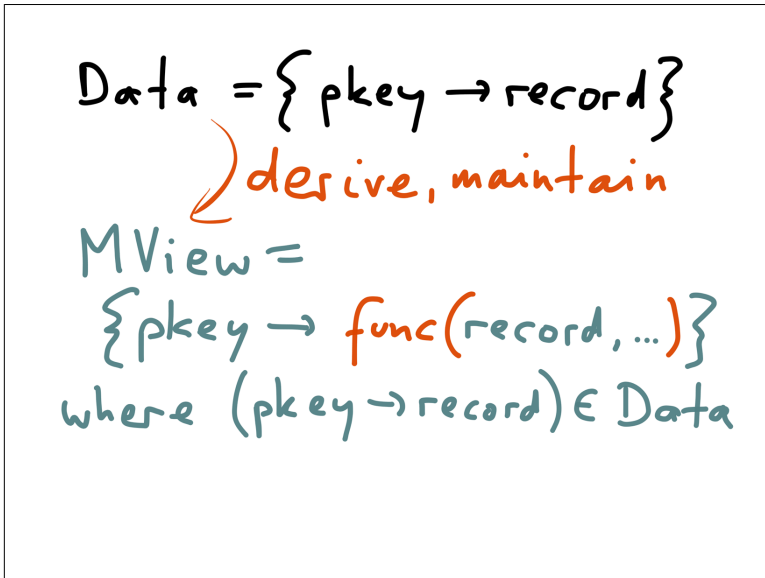 Data = {pkey → record}
derive, maintain
MView =
{pkey → func(record, ...)}
where (pkey → record) ∈ Data